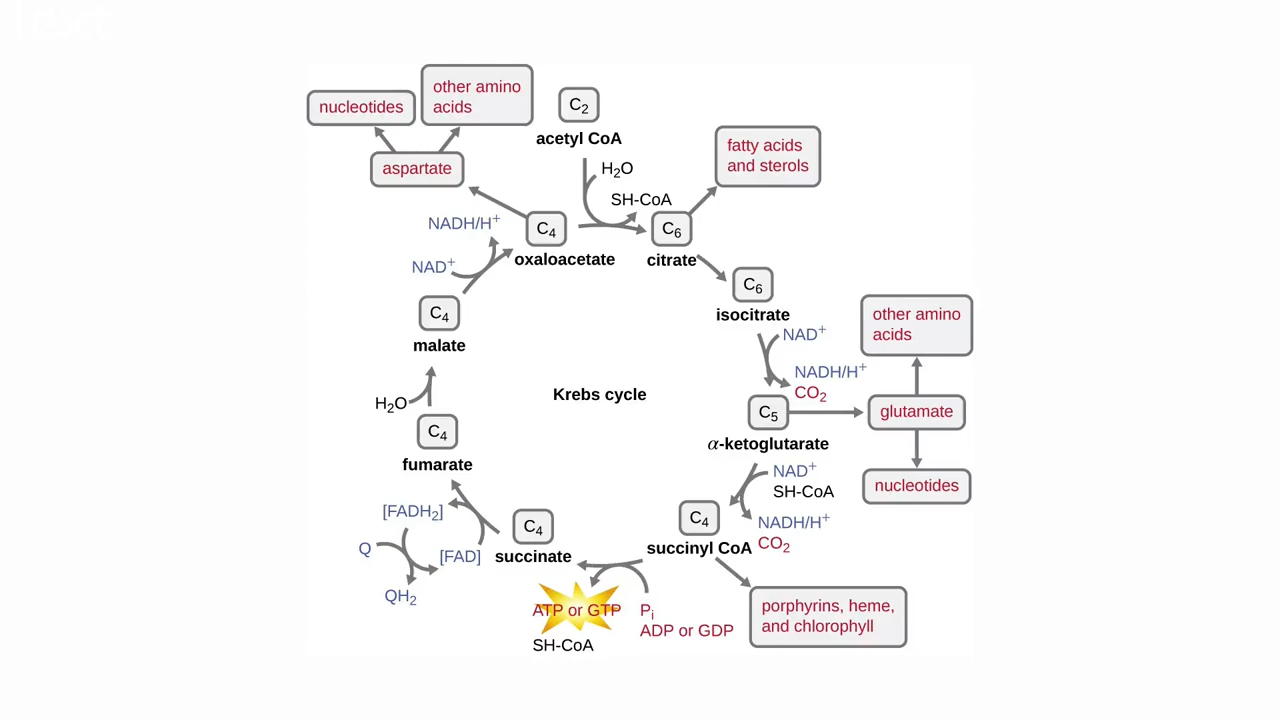 nucleotides
other amino
acids
C₂
acetyl CoA
aspartate
H₂O
SH-CoA
fatty acids
and sterols
NADH/H⁺
C₄
oxaloacetate
C₆
citrate
NAD⁺
C₆
isocitrate
C₄
malate
NAD⁺
NADH/H⁺
CO₂
other amino
acids
Krebs cycle
H₂O
C₅
α-ketoglutarate
glutamate
C₄
fumarate
NAD⁺
SH-CoA
nucleotides
[FADH₂]
C₄
succinate
C₄
succinyl CoA
NADH/H⁺
CO₂
Q
[FAD]
QH₂
ATP or GTP
SH-CoA
Pᵢ
ADP or GDP
porphyrins, heme,
and chlorophyll